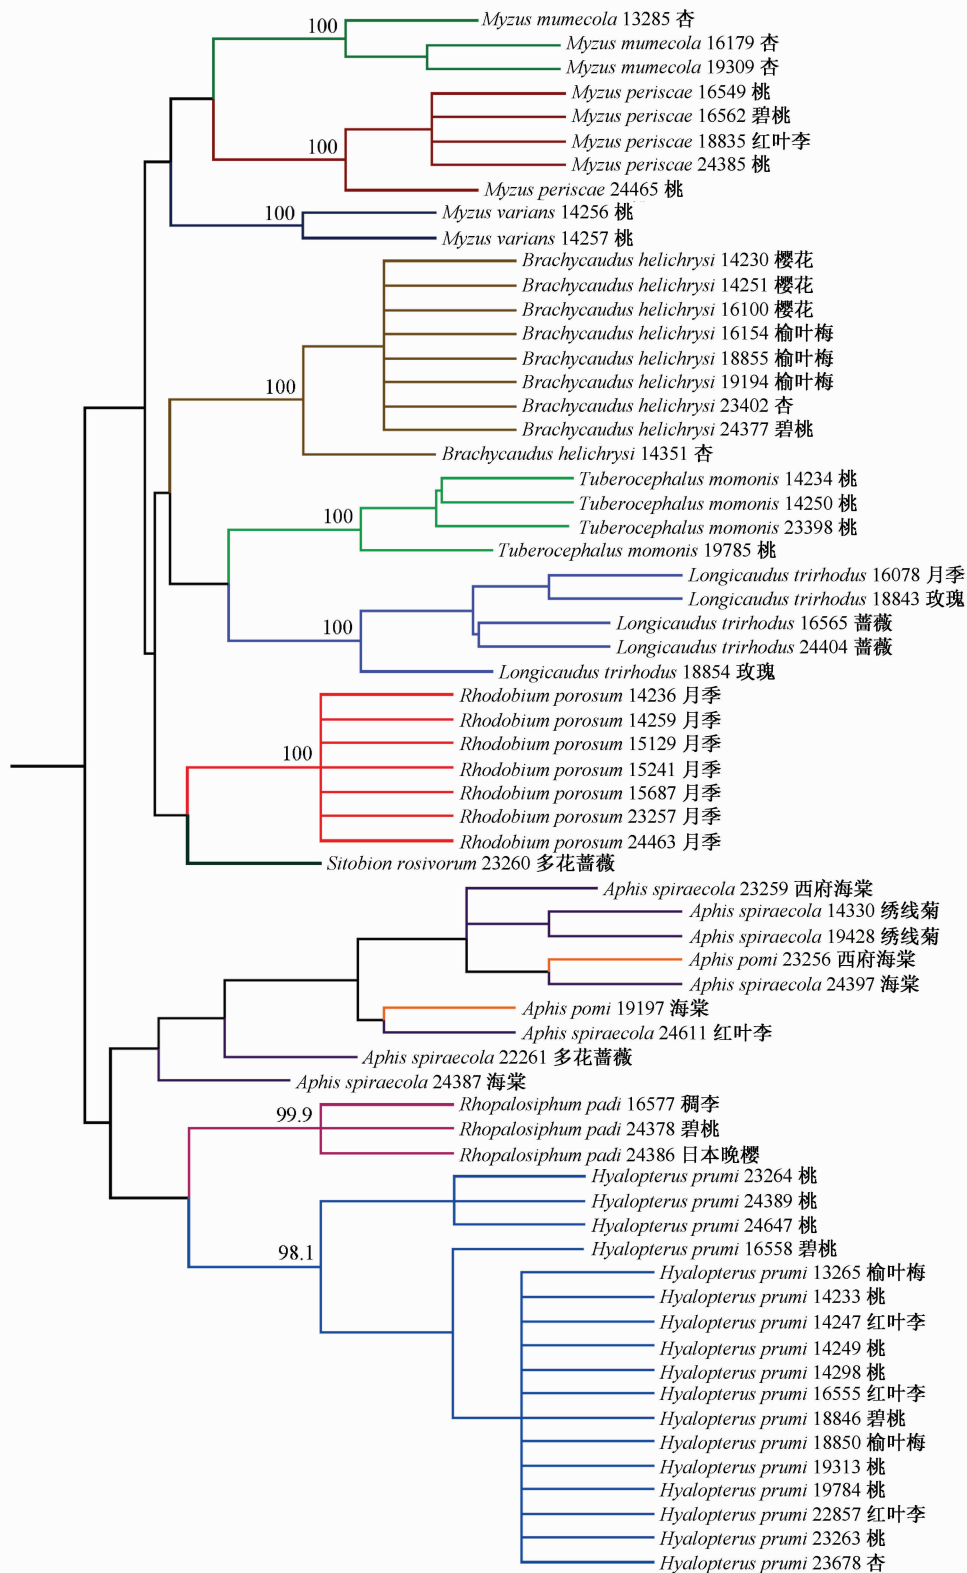 Myzus mumecola 13285 杏
100
Myzus mumecola 16179 杏
Myzus mumecola 19309 杏
Myzus periscae 16549 桃
Myzus periscae 16562 碧桃
Myzus periscae 18835 红叶李
100
Myzus periscae 24385 桃
Myzus periscae 24465 桃
Myzus varians 14256 桃
100
Myzus varians 14257 桃
Brachycaudus helichrysi 14230 樱花
Brachycaudus helichrysi 14251 樱花
Brachycaudus helichrysi 16100 樱花
Brachycaudus helichrysi 16154 榆叶梅
Brachycaudus helichrysi 18855 榆叶梅
Brachycaudus helichrysi 19194 榆叶梅
100
Brachycaudus helichrysi 23402 杏
Brachycaudus helichrysi 24377 碧桃
Brachycaudus helichrysi 14351 杏
Tuberocephalus momonis 14234 桃
Tuberocephalus momonis 14250 桃
100
Tuberocephalus momonis 23398 桃
Tuberocephalus momonis 19785 桃
Longicaudus trirhodus 16078 月季
Longicaudus trirhodus 18843 玫瑰
Longicaudus trirhodus 16565 蔷薇
100
Longicaudus trirhodus 24404 蔷薇
Longicaudus trirhodus 18854 玫瑰
Rhodobium porosum 14236 月季
Rhodobium porosum 14259 月季
Rhodobium porosum 15129 月季
100
Rhodobium porosum 15241 月季
Rhodobium porosum 15687 月季
Rhodobium porosum 23257 月季
Rhodobium porosum 24463 月季
Sitobion rosivorum 23260 多花蔷薇
Aphis spiraecola 23259 西府海棠
Aphis spiraecola 14330 绣线菊
Aphis spiraecola 19428 绣线菊
Aphis pomi 23256 西府海棠
Aphis spiraecola 24397 海棠
Aphis pomi 19197 海棠
Aphis spiraecola 24611 红叶李
Aphis spiraecola 22261 多花蔷薇
Aphis spiraecola 24387 海棠
Rhopalosiphum padi 16577 稠李
99.9
Rhopalosiphum padi 24378 碧桃
Rhopalosiphum padi 24386 日本晚樱
Hyalopterus prumi 23264 桃
Hyalopterus prumi 24389 桃
Hyalopterus prumi 24647 桃
98.1
Hyalopterus prumi 16558 碧桃
Hyalopterus prumi 13265 榆叶梅
Hyalopterus prumi 14233 桃
Hyalopterus prumi 14247 红叶李
Hyalopterus prumi 14249 桃
Hyalopterus prumi 14298 桃
Hyalopterus prumi 16555 红叶李
Hyalopterus prumi 18846 碧桃
Hyalopterus prumi 18850 榆叶梅
Hyalopterus prumi 19313 桃
Hyalopterus prumi 19784 桃
Hyalopterus prumi 22857 红叶李
Hyalopterus prumi 23263 桃
Hyalopterus prumi 23678 杏